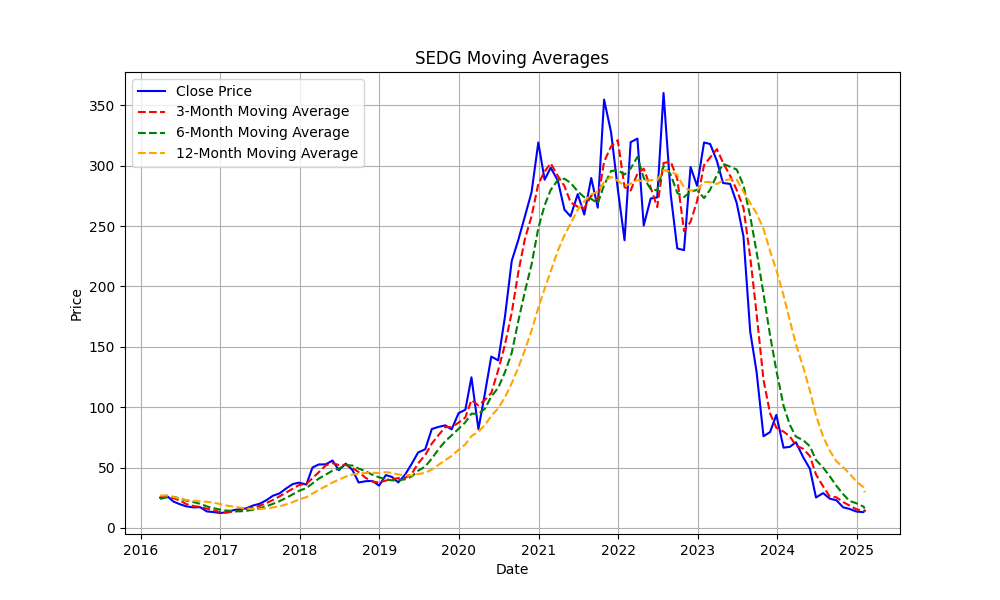 SEDG Moving Averages
Close Price
3-Month Moving Average
6-Month Moving Average
12-Month Moving Average
350
300
250
200
150
100
50
0
Price
2016 2017 2018 2019 2020 2021 2022 2023 2024 2025
Date